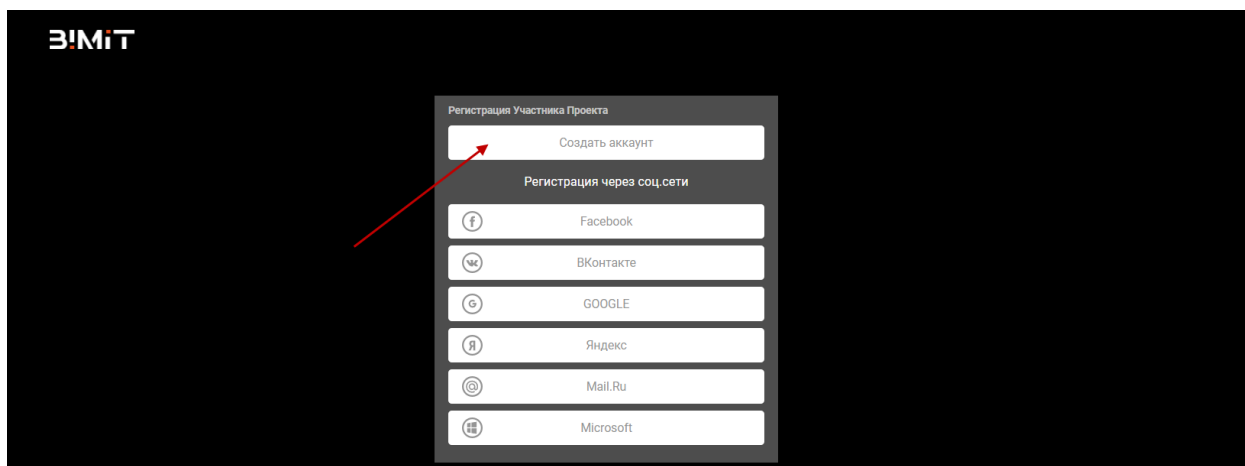 B!MiT
Регистрация Участника Проекта
Создать аккаунт
Регистрация через соц.сети
Facebook
ВКонтакте
GOOGLE
Яндекс
Mail.Ru
Microsoft